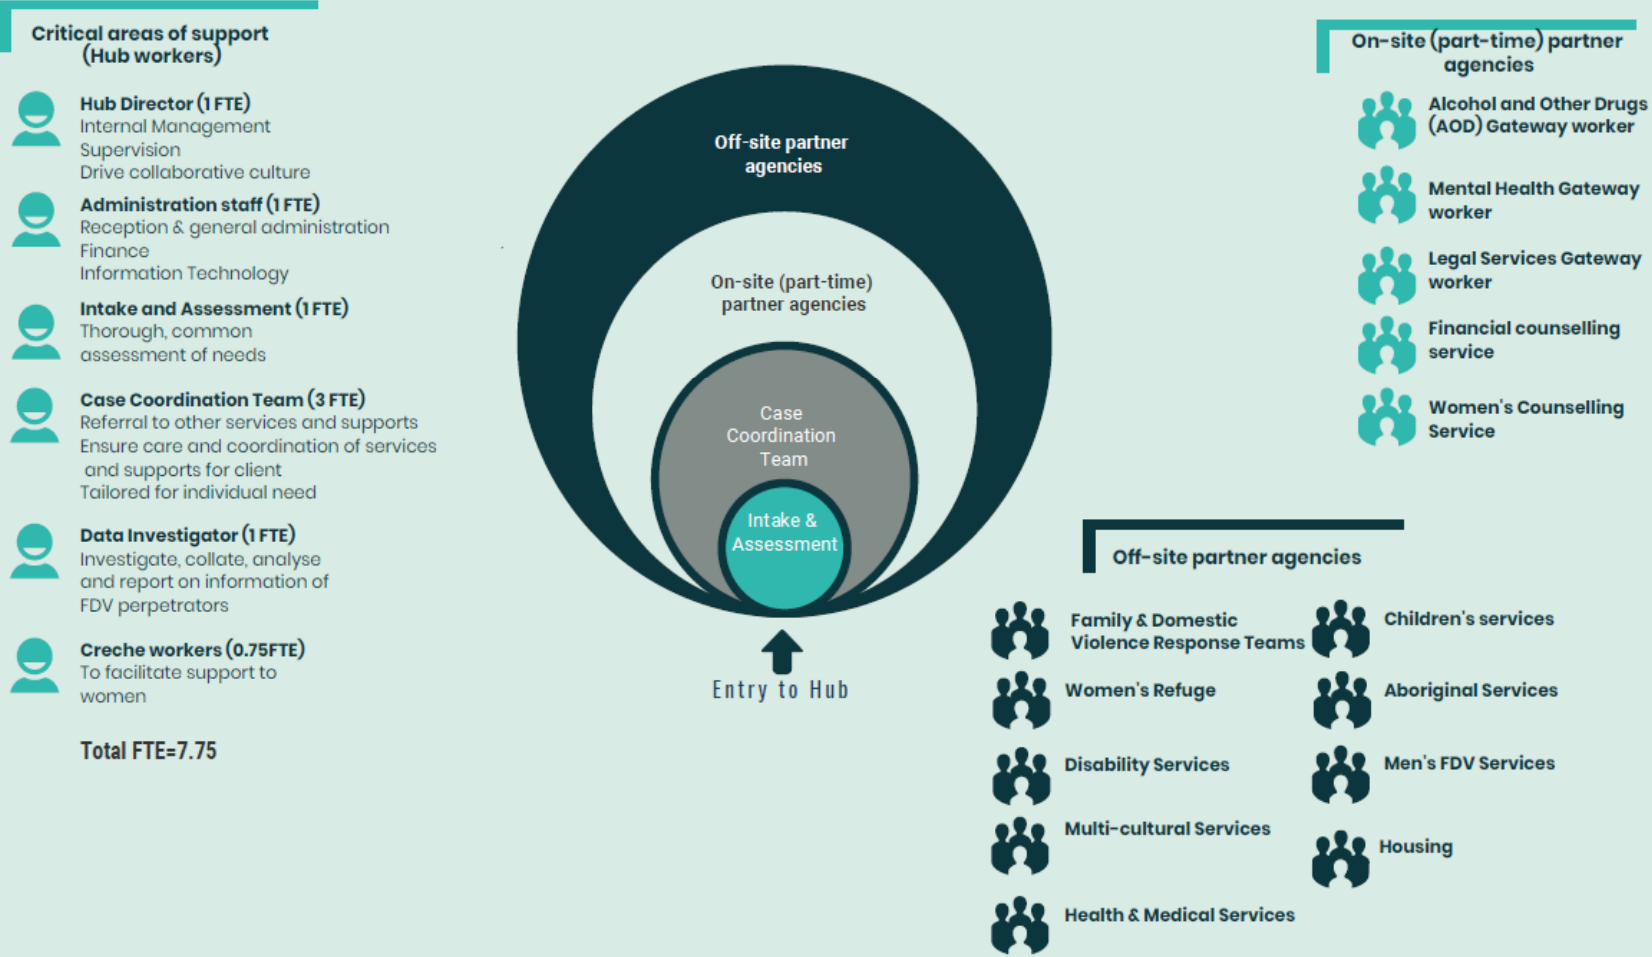 Critical areas of support
(Hub workers)
Hub Director (1 FTE)
Internal Management
Supervision
Drive collaborative culture
Administration staff (1 FTE)
Reception & general administration
Finance
Information Technology
Intake and Assessment (1 FTE)
Thorough, common
assessment of needs
Case Coordination Team (3 FTE)
Referral to other services and supports
Ensure care and coordination of services
and supports for client
Tailored for individual need
Data Investigator (1 FTE)
Investigate, collate, analyse
and report on information of
FDV perpetrators
Creche workers (0.75FTE)
To facilitate support to
women
Total FTE=7.75
Off-site partner
agencies
On-site (part-time)
partner agencies
Case
Coordination
Team
Intake &
Assessment
Entry to Hub
On-site (part-time) partner
agencies
Alcohol and Other Drugs
(AOD) Gateway worker
Mental Health Gateway
worker
Legal Services Gateway
worker
Financial counselling
service
Women's Counselling
Service
Off-site partner agencies
Family & Domestic
Violence Response Teams
Women's Refuge
Disability Services
Multi-cultural Services
Health & Medical Services
Children's services
Aboriginal Services
Men's FDV Services
Housing